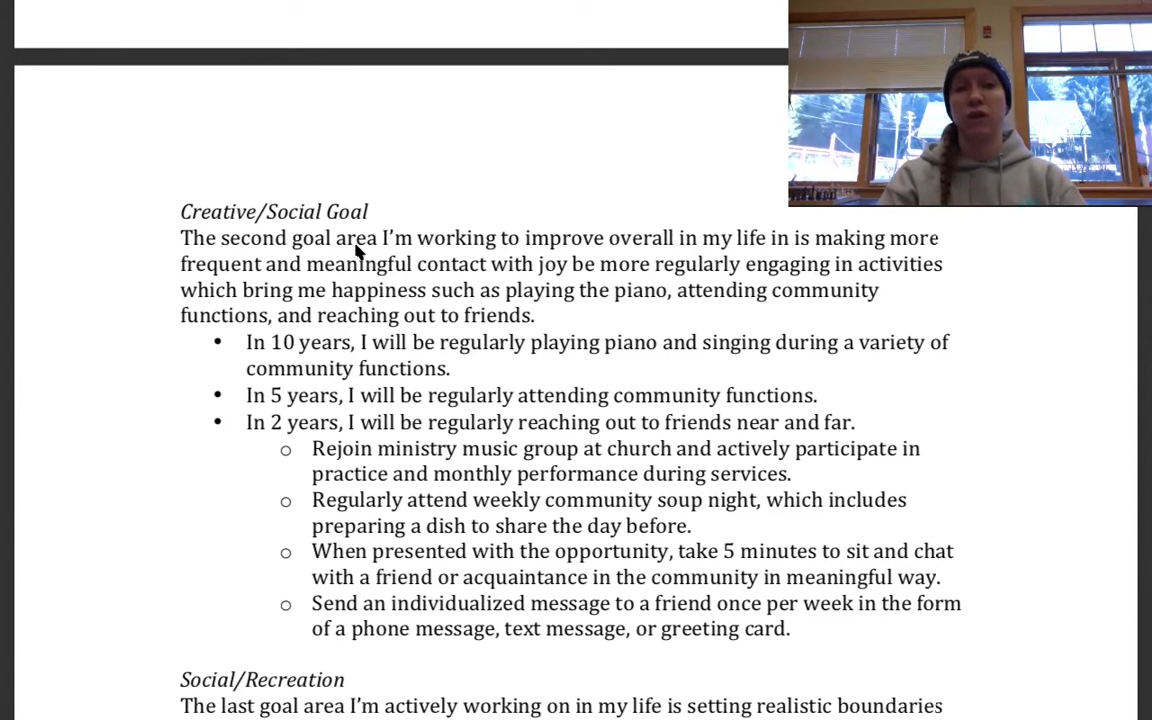 Creative/Social Goal
The second goal area I'm working to improve overall in my life in is making more
frequent and meaningful contact with joy be more regularly engaging in activities
which bring me happiness such as playing the piano, attending community
functions, and reaching out to friends.
• In 10 years, I will be regularly playing piano and singing during a variety of
community functions.
• In 5 years, I will be regularly attending community functions.
• In 2 years, I will be regularly reaching out to friends near and far.
o Rejoin ministry music group at church and actively participate in
practice and monthly performance during services.
o Regularly attend weekly community soup night, which includes
preparing a dish to share the day before.
o When presented with the opportunity, take 5 minutes to sit and chat
with a friend or acquaintance in the community in meaningful way.
o Send an individualized message to a friend once per week in the form
of a phone message, text message, or greeting card.
Social/Recreation
The last goal area I'm actively working on in my life is setting realistic boundaries